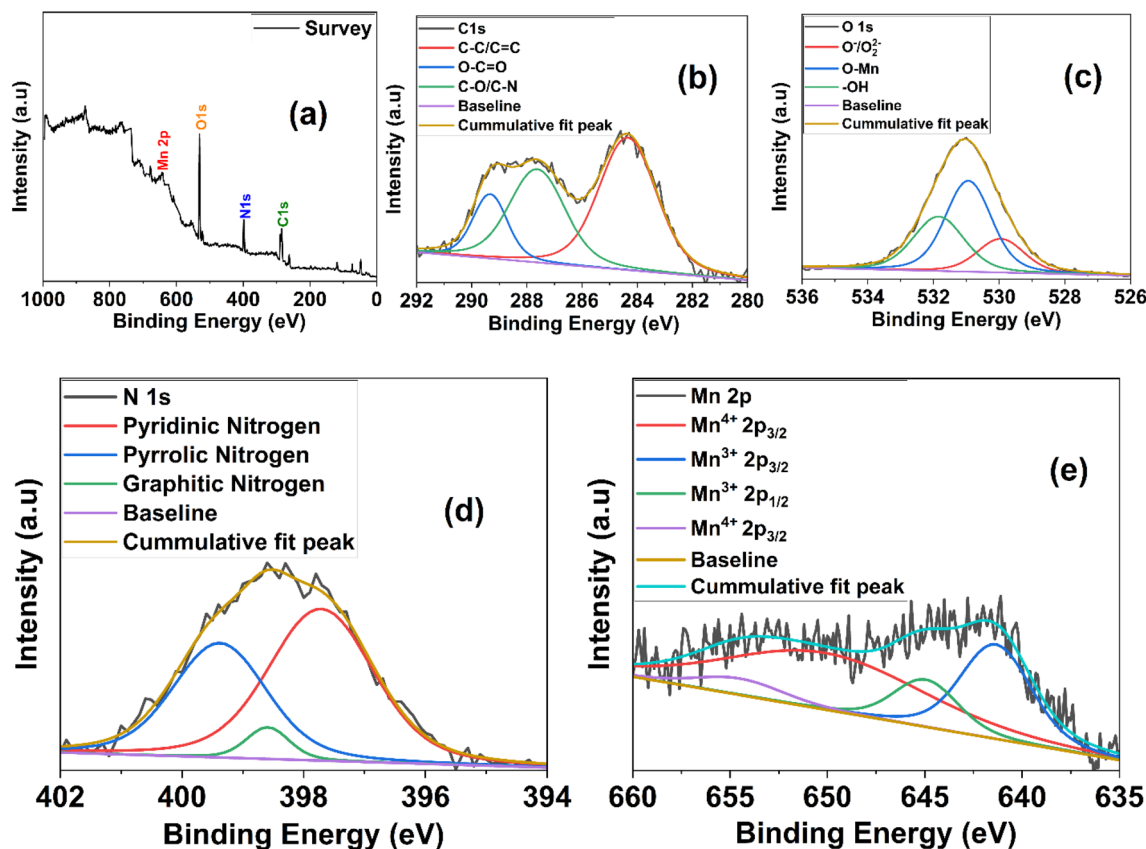 Survey
(a)
Mn 2p
O1s
N1s
C1s
Intensity (a.u)
1000 800 600 400 200 0
Binding Energy (eV)
C1s
C-C/C=C
O-C=O
C-O/C-N
Baseline
Cummulative fit peak
(b)
Intensity (a.u)
292 290 288 286 284 282 280
Binding Energy (eV)
O 1s
O⁻/O₂²⁻
O-Mn
-OH
Baseline
Cummulative fit peak
(c)
Intensity (a.u)
536 534 532 530 528 526
Binding Energy (eV)
N 1s
Pyridinic Nitrogen
Pyrrolic Nitrogen
Graphitic Nitrogen
Baseline
Cummulative fit peak
(d)
Intensity (a.u)
402 400 398 396 394
Binding Energy (eV)
Mn 2p
Mn⁴⁺ 2p₃/₂
Mn³⁺ 2p₃/₂
Mn³⁺ 2p₁/₂
Mn⁴⁺ 2p₃/₂
Baseline
Cummulative fit peak
(e)
Intensity (a.u)
660 655 650 645 640 635
Binding Energy (eV)